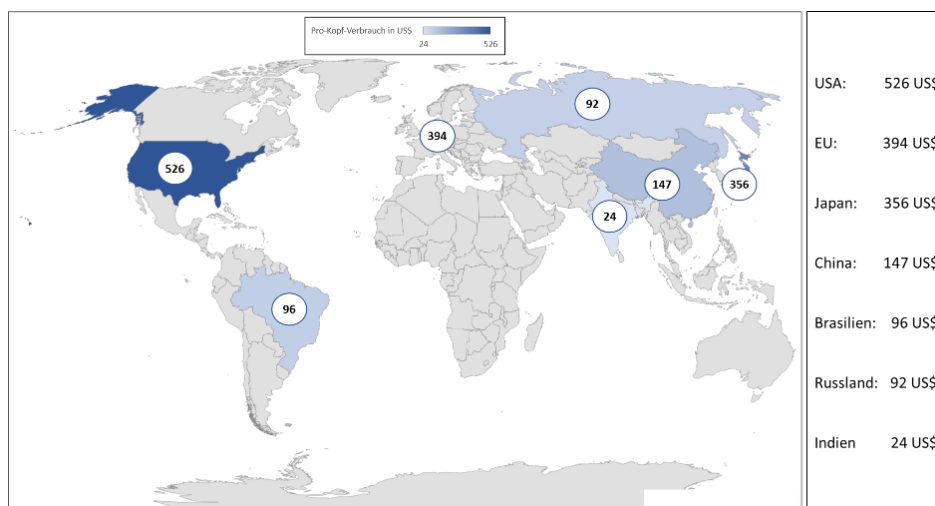 Pro-Kopf-Verbrauch in US$
24 526
92
394
526
147
356
24
96
USA: 526 US$
EU: 394 US$
Japan: 356 US$
China: 147 US$
Brasilien: 96 US$
Russland: 92 US$
Indien 24 US$